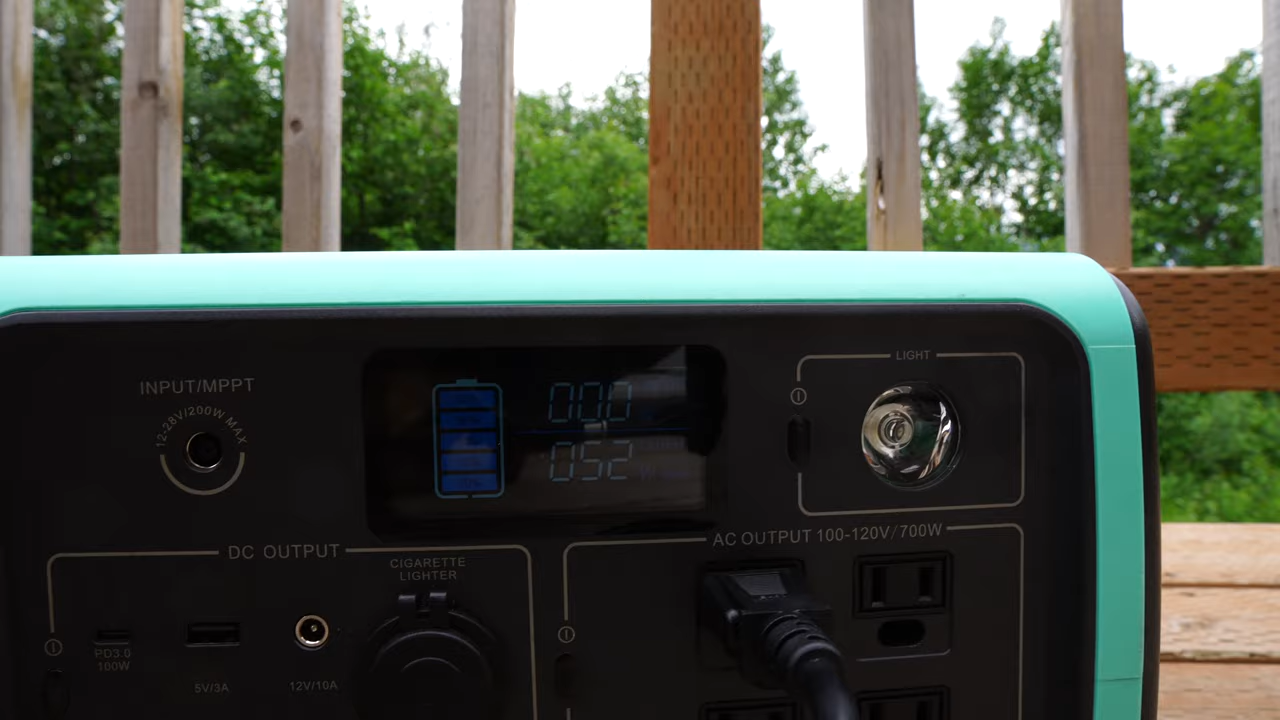 INPUT/MPPT
12-28V/200W MAX
000
052
W
LIGHT
DC OUTPUT
CIGARETTE
LIGHTER
PD3.0
100W
5V/3A
12V/10A
AC OUTPUT 100-120V/700W